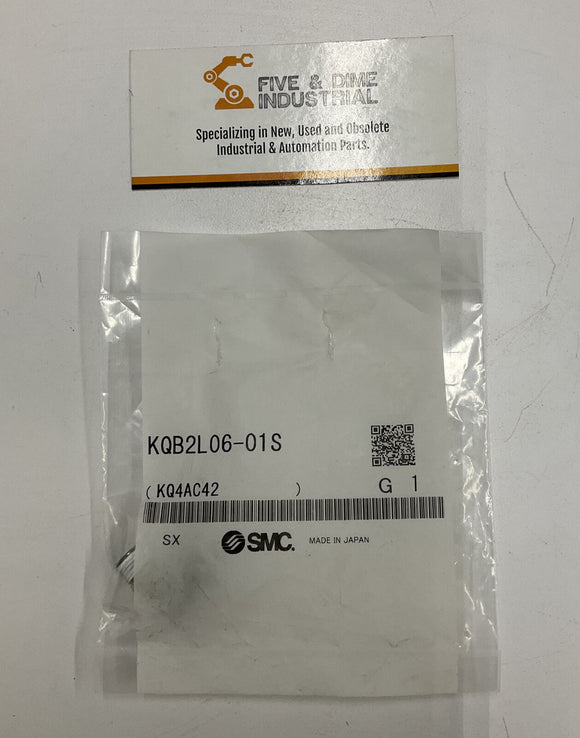 FIVE & DIME
INDUSTRIAL
Specializing in New, Used and Obsolete
Industrial & Automation Parts.
KQB2L06-01S
( KQ4AC42 ) G 1
SX SMC. MADE IN JAPAN